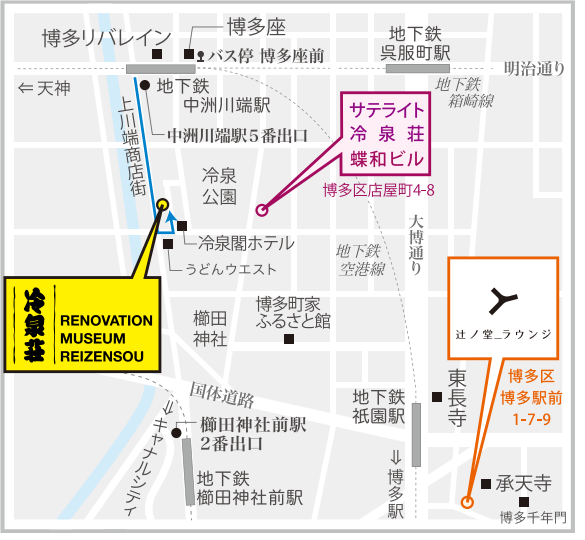 博多リバレイン
博多座
バス停 博多座前
地下鉄
呉服町駅
明治通り
⇐天神
地下鉄
中洲川端駅
地下鉄
箱崎線
中洲川端駅5番出口
上川端商店街
サテライト
冷泉荘
蝶和ビル
博多区店屋町4-8
冷泉
公園
冷泉閣ホテル
うどんウエスト
大博通り
地下鉄
空港線
冷泉荘
RENOVATION
MUSEUM
REIZENSOU
櫛田
神社
博多町家
ふるさと館
辻ノ堂_ラウンジ
博多区
博多駅前
1-7-9
国体道路
地下鉄
祇園駅
東長寺
⇐キャナルシティ
櫛田神社前駅
2番出口
地下鉄
櫛田神社前駅
⇓博多駅
承天寺
博多千年門